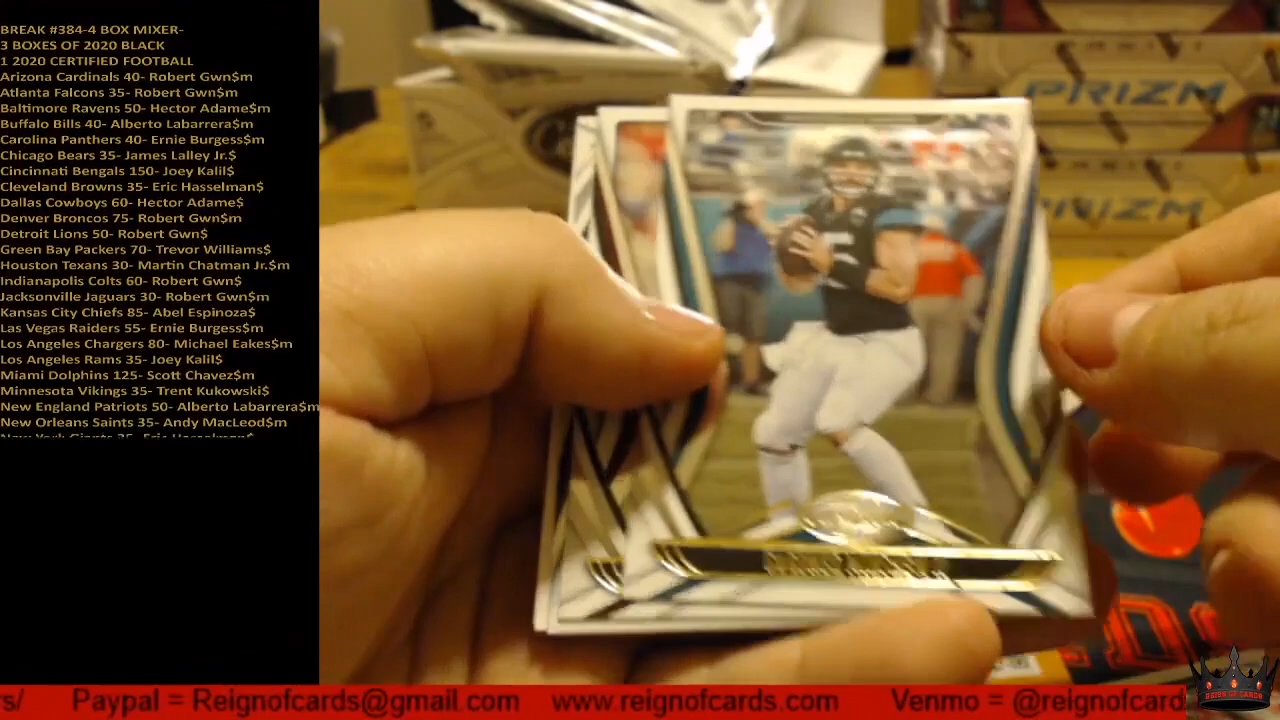 BREAK #384-4 BOX MIXER-
3 BOXES OF 2020 BLACK
1 2020 CERTIFIED FOOTBALL
Arizona Cardinals 40- Robert Gwn$m
Atlanta Falcons 35- Robert Gwn$m
Baltimore Ravens 50- Hector Adame$m
Buffalo Bills 40- Alberto Labarrera$m
Carolina Panthers 40- Ernie Burgess$m
Chicago Bears 35- James Lalley Jr.$
Cincinnati Bengals 150- Joey Kalil$
Cleveland Browns 35- Eric Hasselman$
Dallas Cowboys 60- Hector Adame$
Denver Broncos 75- Robert Gwn$m
Detroit Lions 50- Robert Gwn$
Green Bay Packers 70- Trevor Williams$
Houston Texans 30- Martin Chatman Jr.$m
Indianapolis Colts 60- Robert Gwn$
Jacksonville Jaguars 30- Robert Gwn$m
Kansas City Chiefs 85- Abel Espinoza$
Las Vegas Raiders 55- Ernie Burgess$m
Los Angeles Chargers 80- Michael Eakes$m
Los Angeles Rams 35- Joey Kalil$
Miami Dolphins 125- Scott Chavez$m
Minnesota Vikings 35- Trent Kukowski$
New England Patriots 50- Alberto Labarrera$m
New Orleans Saints 35- Andy MacLeod$m
PRIZM
PRIZM
REIGN OF CARDS
rs/ Paypal = Reignofcards@gmail.com www.reignofcards.com Venmo = @reignofcard